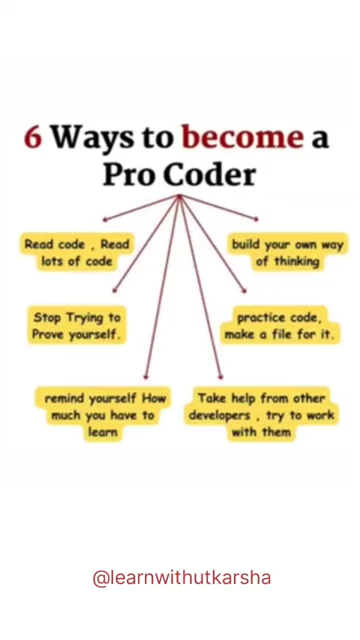 6 Ways to become a
Pro Coder
Read code , Read
lots of code
build your own way
of thinking
Stop Trying to
Prove yourself.
practice code,
make a file for it.
remind yourself How
much you have to
learn
Take help from other
developers , try to work
with them
@learnwithutkarsha